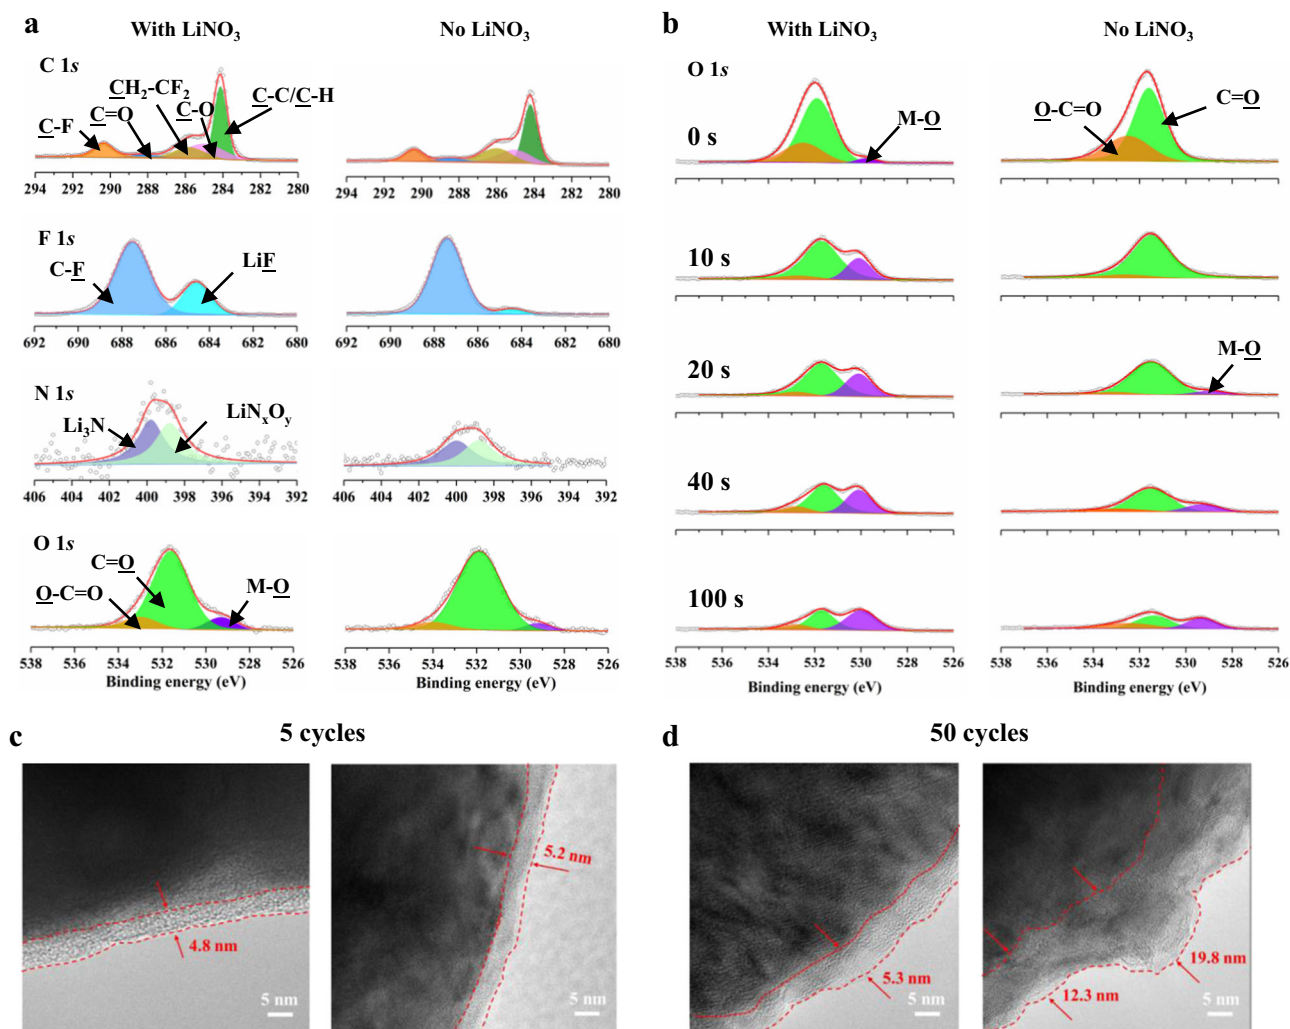 a
With LiNO3
No LiNO3
C 1s
C-F
C=O
CH2-CF2
C-O
C-C/C-H
294 292 290 288 286 284 282 280
294 292 290 288 286 284 282 280
F 1s
C-F
LiF
692 690 688 686 684 682 680
692 690 688 686 684 682 680
N 1s
Li3N
LiNxOy
406 404 402 400 398 396 394 392
406 404 402 400 398 396 394 392
O 1s
C=O
O-C=O
M-O
538 536 534 532 530 528 526
538 536 534 532 530 528 526
Binding energy (eV)
Binding energy (eV)
b
With LiNO3
No LiNO3
O 1s
0 s
M-O
O-C=O
C=O
10 s
20 s
M-O
40 s
100 s
538 536 534 532 530 528 526
538 536 534 532 530 528 526
Binding energy (eV)
Binding energy (eV)
c
5 cycles
4.8 nm
5 nm
5.2 nm
5 nm
d
50 cycles
5.3 nm
5 nm
12.3 nm
19.8 nm
5 nm